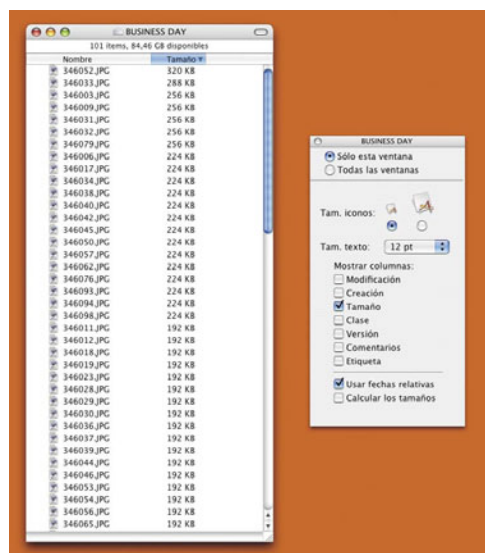 BUSINESS DAY
101 items, 84,46 GB disponibles
Nombre Tamaño
346052.JPG 320 KB
346033.JPG 288 KB
346003.JPG 256 KB
346009.JPG 256 KB
346031.JPG 256 KB
346032.JPG 256 KB
346079.JPG 256 KB
346006.JPG 224 KB
346017.JPG 224 KB
346034.JPG 224 KB
346038.JPG 224 KB
346040.JPG 224 KB
346042.JPG 224 KB
346045.JPG 224 KB
346050.JPG 224 KB
346057.JPG 224 KB
346062.JPG 224 KB
346076.JPG 224 KB
346093.JPG 224 KB
346094.JPG 224 KB
346098.JPG 224 KB
346011.JPG 192 KB
346012.JPG 192 KB
346018.JPG 192 KB
346019.JPG 192 KB
346023.JPG 192 KB
346028.JPG 192 KB
346029.JPG 192 KB
346030.JPG 192 KB
346036.JPG 192 KB
346037.JPG 192 KB
346039.JPG 192 KB
346044.JPG 192 KB
346046.JPG 192 KB
346053.JPG 192 KB
346054.JPG 192 KB
346056.JPG 192 KB
346065.JPG 192 KB
BUSINESS DAY
Sólo esta ventana
Todas las ventanas
Tam. iconos:
Tam. texto: 12 pt
Mostrar columnas:
Modificación
Creación
Tamaño
Clase
Versión
Comentarios
Etiqueta
Usar fechas relativas
Calcular los tamaños